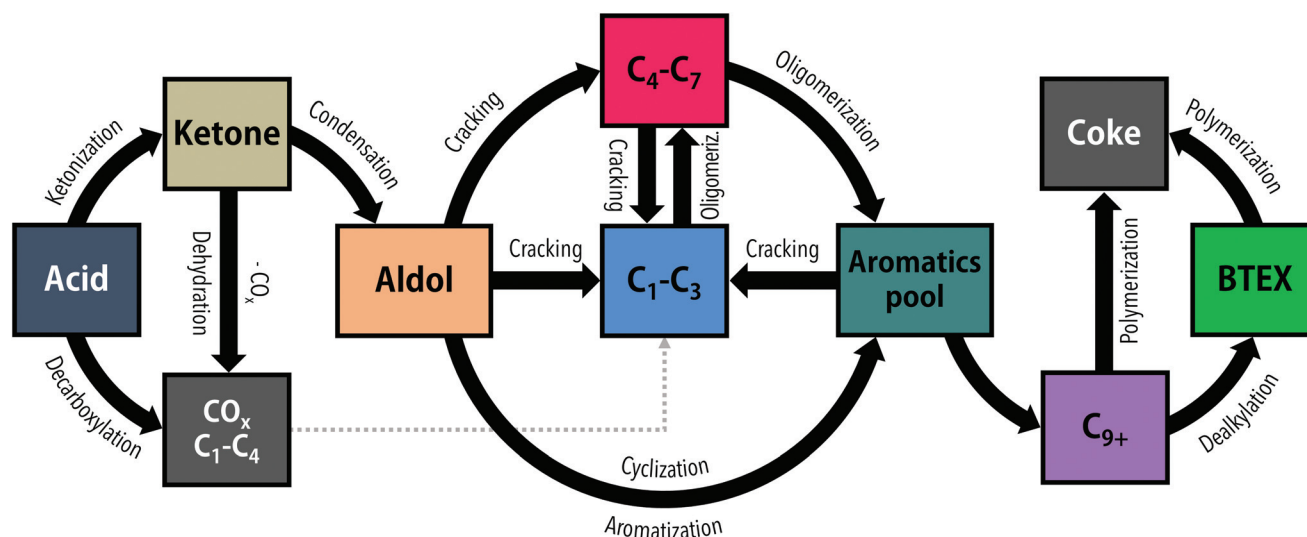 C₄-C₇
Oligomerization
Ketone
Condensation
Cracking
Coke
Polymerization
Ketonization
Cracking
Oligomeriz.
Acid
Dehydration
- COₓ
Aldol
Cracking
C₁-C₃
Cracking
Aromatics
pool
Polymerization
BTEX
Decarboxylation
COₓ
C₁-C₄
C₉₊
Dealkylation
Cyclization
Aromatization